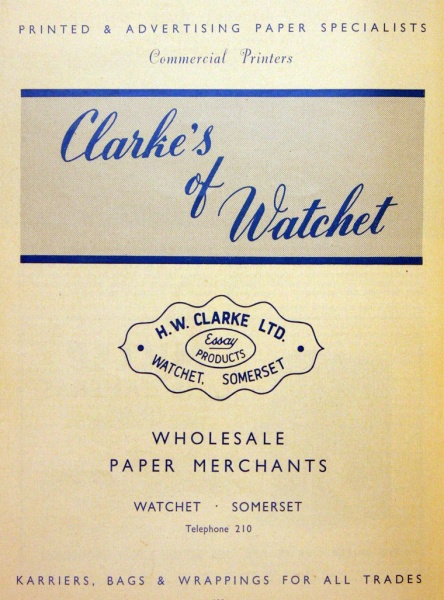 PRINTED & ADVERTISING PAPER SPECIALISTS
Commercial Printers
Clarke's
of
Watchet
H.W. CLARKE LTD.
Essay
PRODUCTS
WATCHET, SOMERSET
WHOLESALE
PAPER MERCHANTS
WATCHET · SOMERSET
Telephone 210
KARRIERS, BAGS & WRAPPINGS FOR ALL TRADES